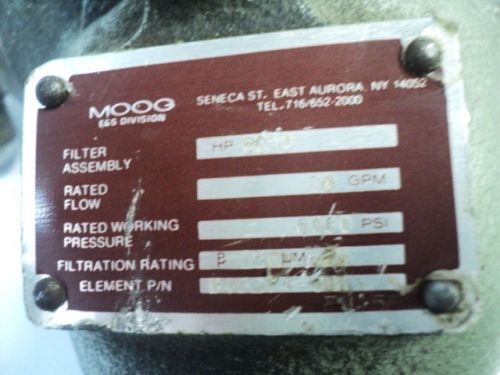 MOOG
E&S DIVISION
SENECA ST. EAST AURORA, NY 14052
TEL. 716/652-2000
FILTER
ASSEMBLY
HP
RATED
FLOW
GPM
RATED WORKING
PRESSURE
PSI
FILTRATION RATING
β UM
ELEMENT P/N